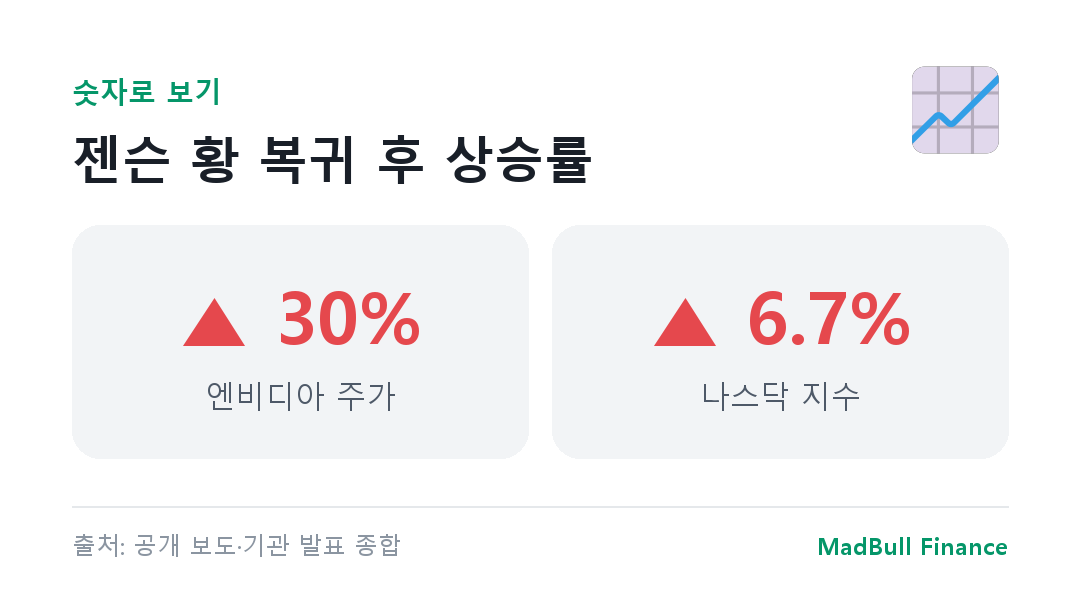 숫자로 보기
젠슨 황 복귀 후 상승률
▲ 30%
엔비디아 주가
▲ 6.7%
나스닥 지수
출처: 공개 보도·기관 발표 종합
MadBull Finance